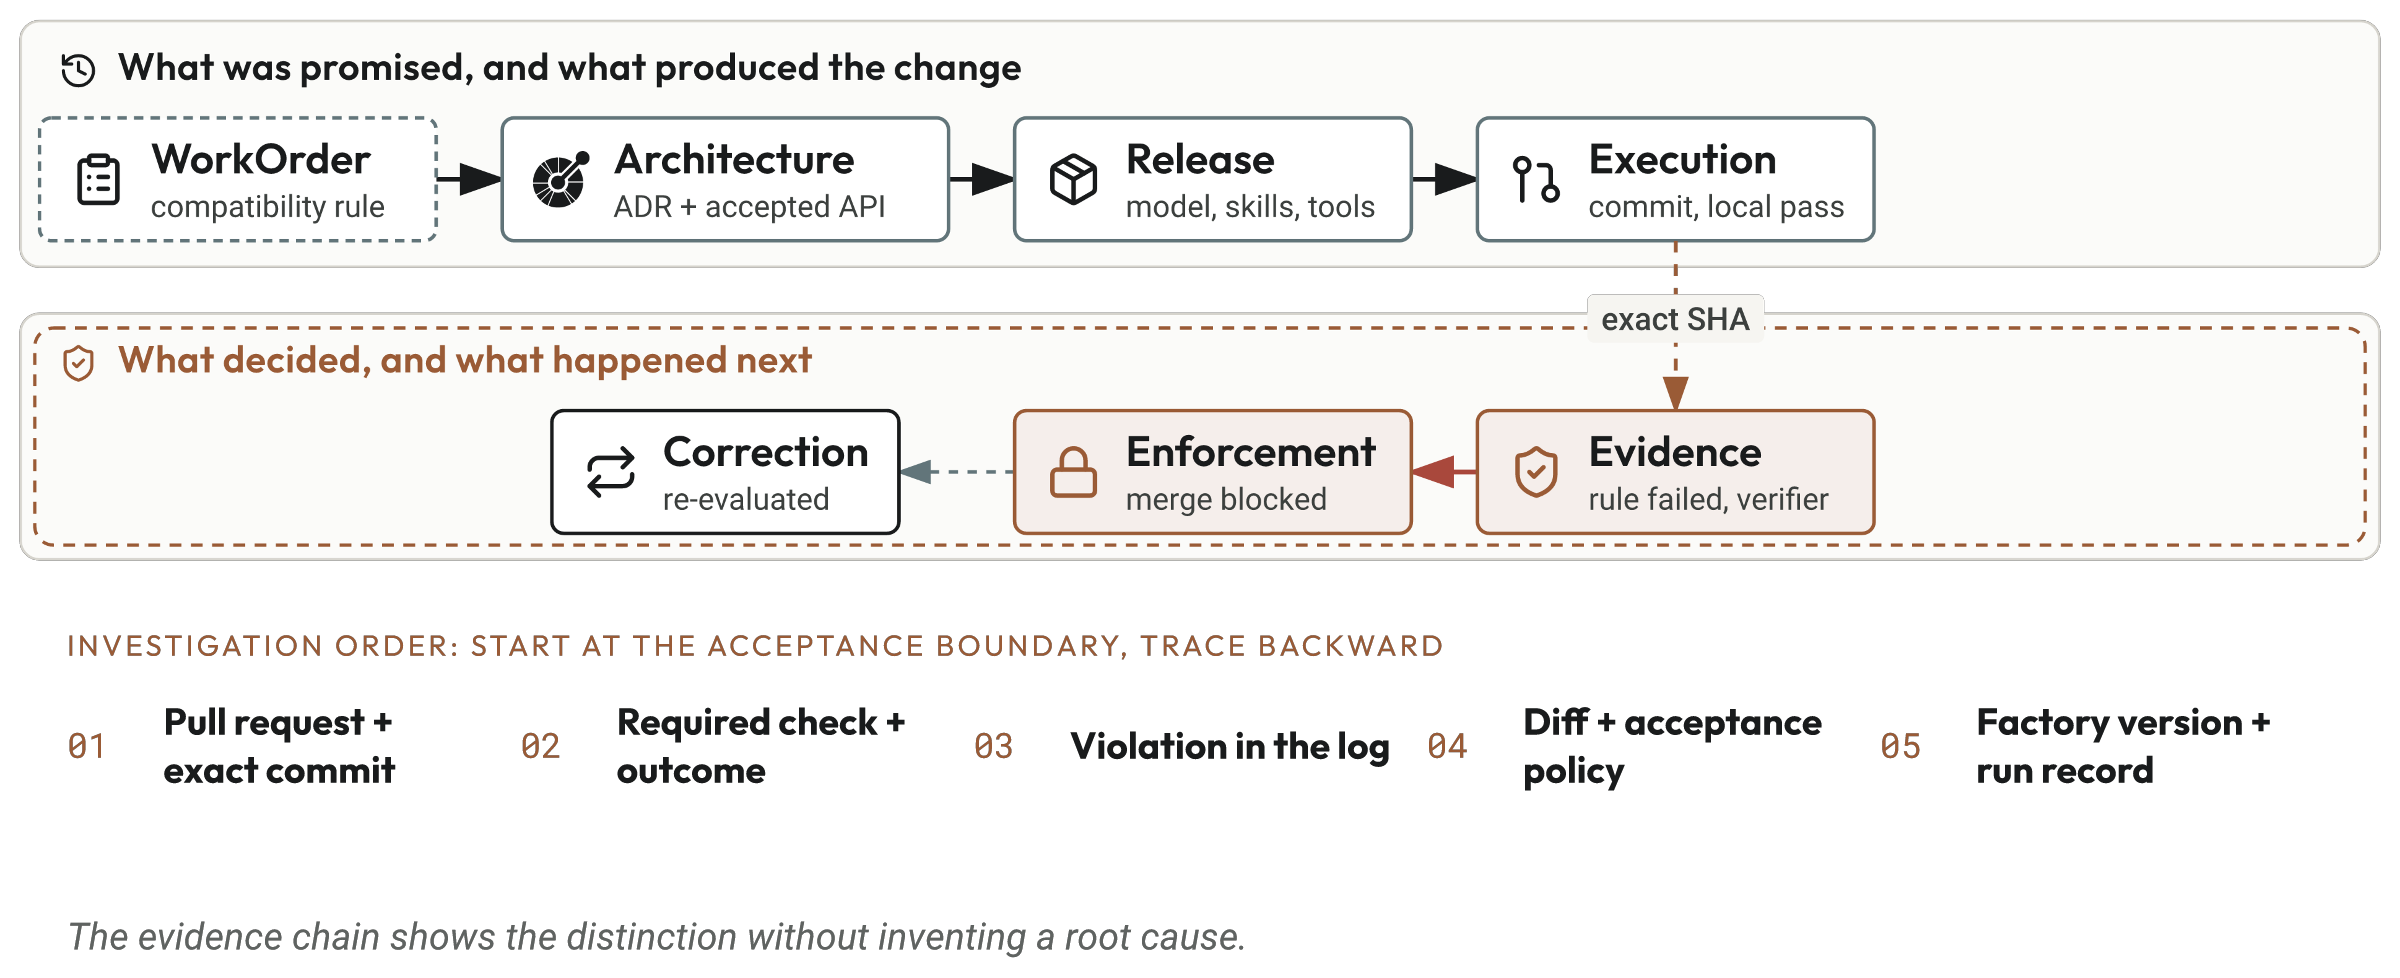 What was promised, and what produced the change
WorkOrder
compatibility rule
Architecture
ADR + accepted API
Release
model, skills, tools
Execution
commit, local pass
exact SHA
What decided, and what happened next
Correction
re-evaluated
Enforcement
merge blocked
Evidence
rule failed, verifier
INVESTIGATION ORDER: START AT THE ACCEPTANCE BOUNDARY, TRACE BACKWARD
01
Pull request +
exact commit
02
Required check +
outcome
03
Violation in the log
04
Diff + acceptance
policy
05
Factory version +
run record
The evidence chain shows the distinction without inventing a root cause.